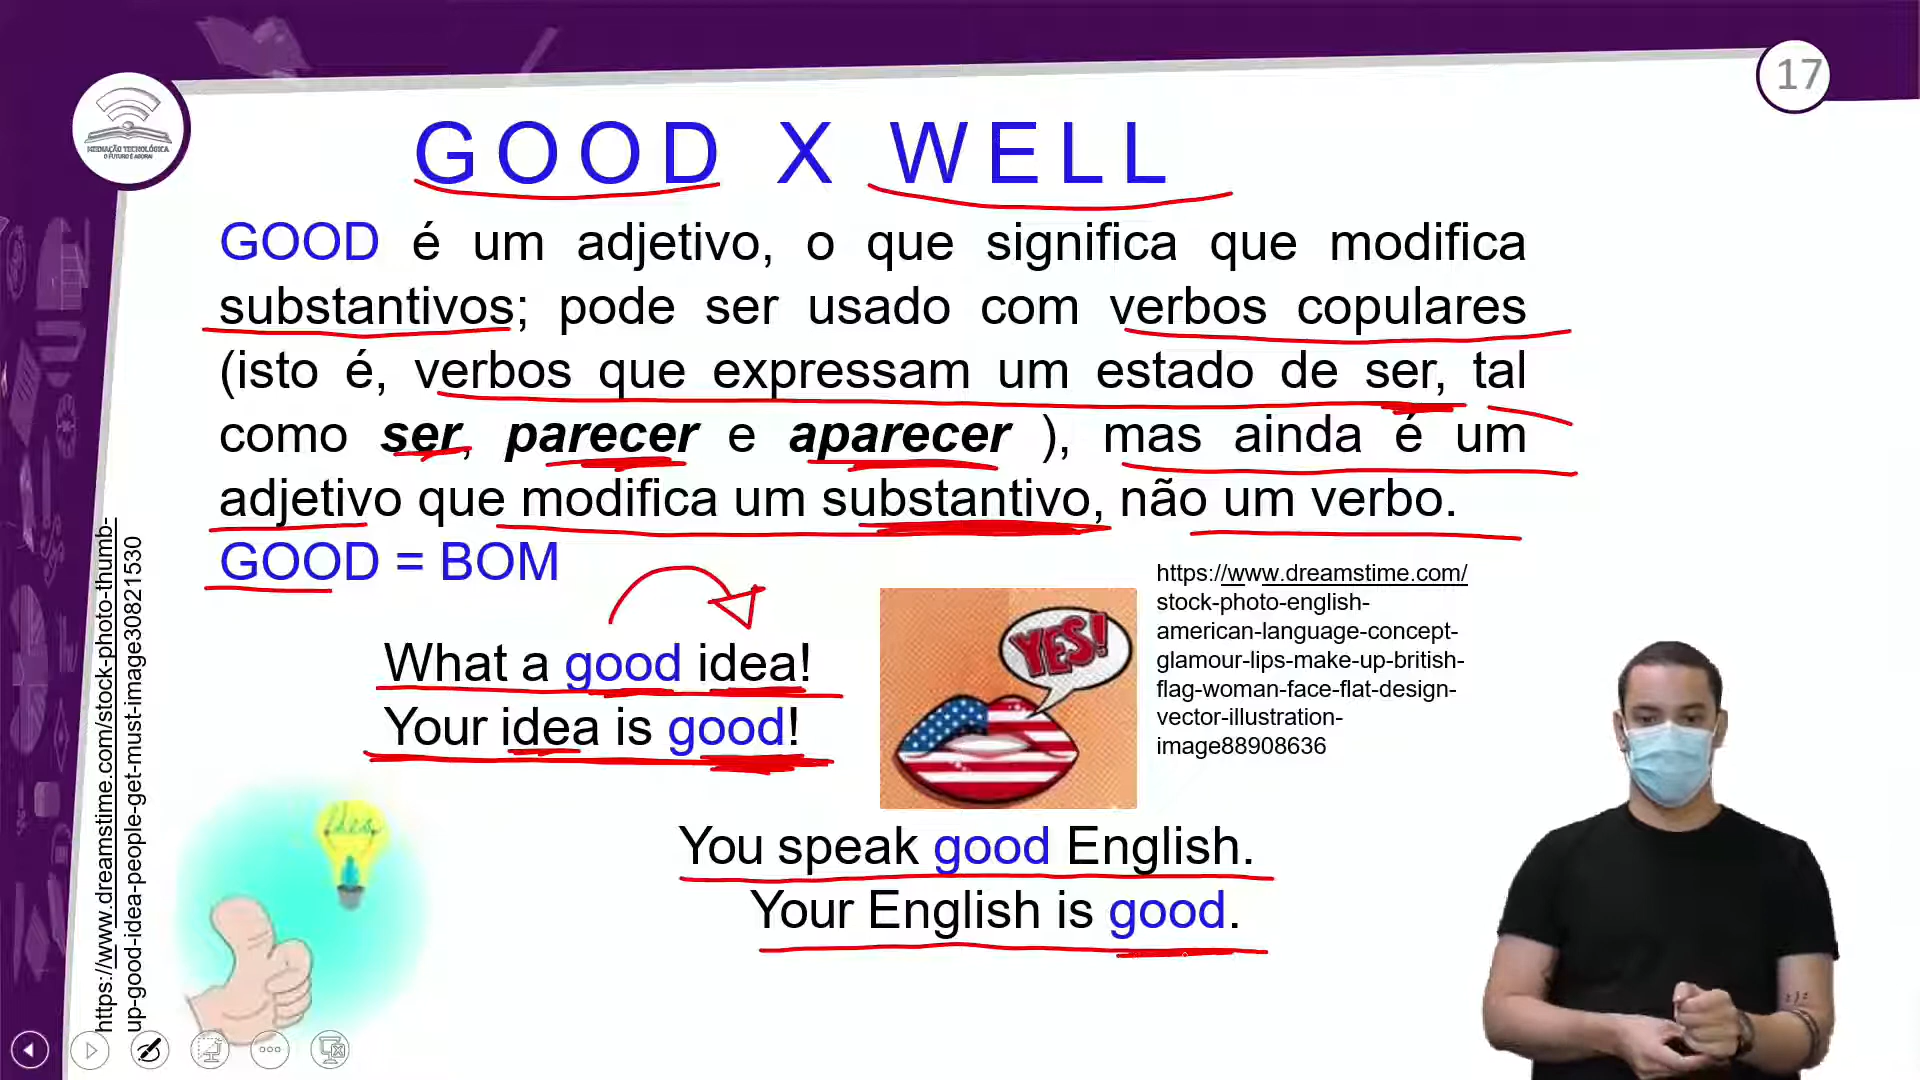 17
MEDIAÇÃO TECNOLÓGICA
O FUTURO É AGORA!
GOOD X WELL
GOOD é um adjetivo, o que significa que modifica
substantivos; pode ser usado com verbos copulares
(isto é, verbos que expressam um estado de ser, tal
como ser, parecer e aparecer ), mas ainda é um
adjetivo que modifica um substantivo, não um verbo.
GOOD = BOM
What a good idea!
Your idea is good!
YES!
https://www.dreamstime.com/
stock-photo-english-
american-language-concept-
glamour-lips-make-up-british-
flag-woman-face-flat-design-
vector-illustration-
image88908636
You speak good English.
Your English is good.
idea
https://www.dreamstime.com/stock-photo-thumb-
up-good-idea-people-get-must-image30821530